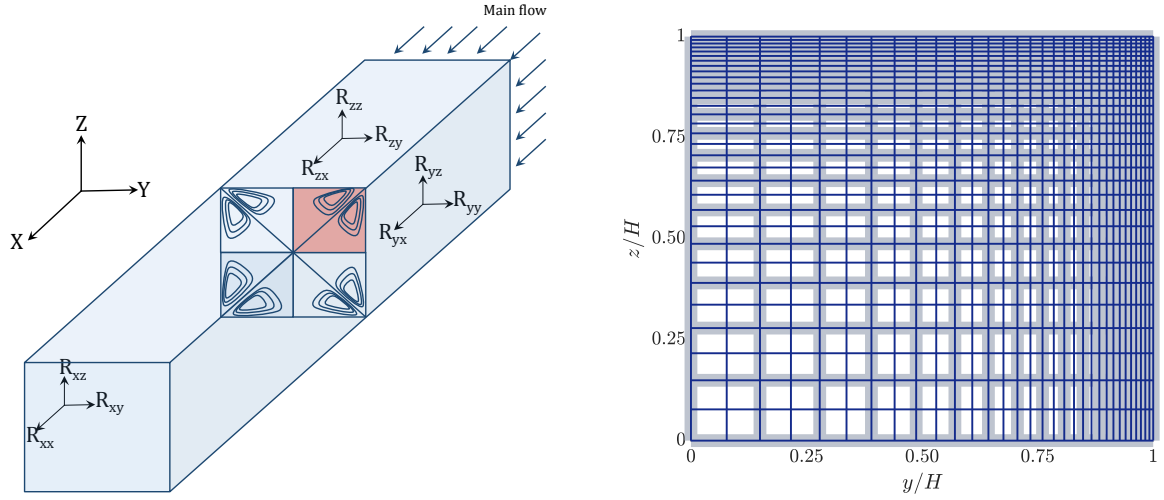 Main flow
Z
Y
X
R_zz
R_zy
R_zx
R_yz
R_yy
R_yx
R_xz
R_xy
R_xx
1
0.75
0.50
0.25
0
z/H
0 0.25 0.50 0.75 1
y/H